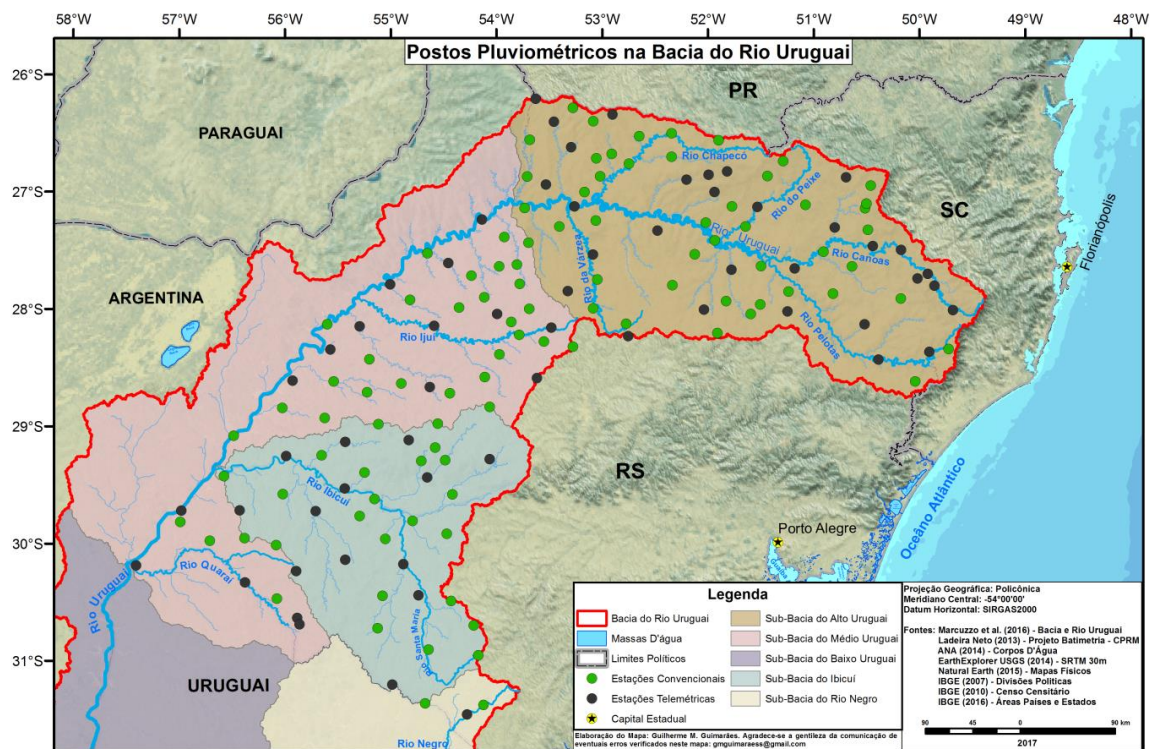 58°W 57°W 56°W 55°W 54°W 53°W 52°W 51°W 50°W 49°W 48°W
Postos Pluviométricos na Bacia do Rio Uruguai
26°S
PR
PARAGUAI
Rio Chapecó
27°S
Rio do Peixe
SC
Rio Uruguai
Florianópolis
Rio Canoas
Rio da Várzea
ARGENTINA
28°S
Rio Ijuí
Rio Pelotas
29°S
RS
Rio Ibicuí
Oceâno Atlântico
Porto Alegre
30°S
Rio Quaraí
Rio Uruguai
Guaíba
Rio Santa Maria
31°S
URUGUAI
Rio Negro
Legenda
Bacia do Rio Uruguai
Massas D'água
Limites Políticos
Estações Convencionais
Estações Telemétricas
Capital Estadual
Sub-Bacia do Alto Uruguai
Sub-Bacia do Médio Uruguai
Sub-Bacia do Baixo Uruguai
Sub-Bacia do Ibicuí
Sub-Bacia do Rio Negro
Elaboração do Mapa: Guilherme M. Guimarães. Agradece-se a gentileza da comunicação de
eventuais erros verificados neste mapa: gmguimaraess@gmail.com
Projeção Geográfica: Policônica
Meridiano Central: -54°00'00'
Datum Horizontal: SIRGAS2000
Fontes: Marcuzzo et al. (2016) - Bacia e Rio Uruguai
Ladeira Neto (2013) - Projeto Batimetria - CPRM
ANA (2014) - Corpos D'Água
EarthExplorer USGS (2014) - SRTM 30m
Natural Earth (2015) - Mapas Físicos
IBGE (2007) - Divisões Politicas
IBGE (2010) - Censo Censitário
IBGE (2016) - Áreas Países e Estados
90 45 0 90 km
2017